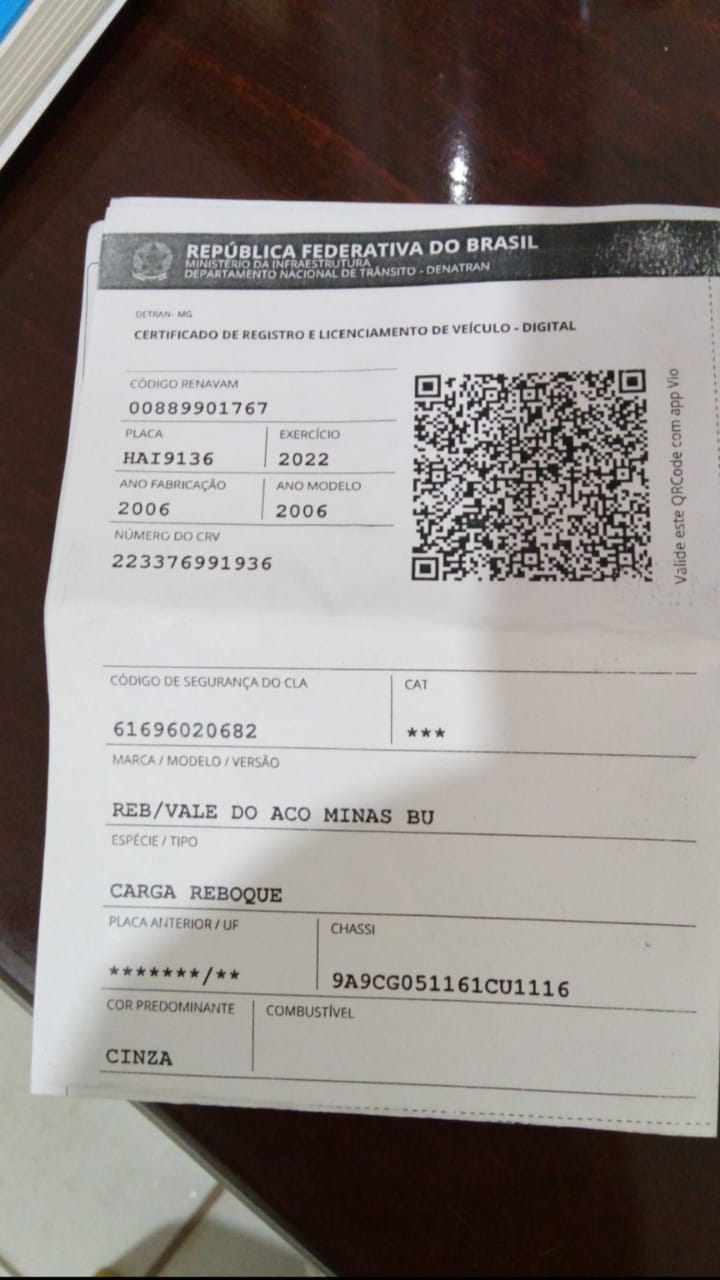 REPÚBLICA FEDERATIVA DO BRASIL
MINISTÉRIO DA INFRAESTRUTURA
DEPARTAMENTO NACIONAL DE TRÂNSITO - DENATRAN
DETRAN- MG
CERTIFICADO DE REGISTRO E LICENCIAMENTO DE VEÍCULO - DIGITAL
CÓDIGO RENAVAM
00889901767
PLACA EXERCÍCIO
HAI9136 2022
ANO FABRICAÇÃO ANO MODELO
2006 2006
NÚMERO DO CRV
223376991936
Valide este QRCode com app Vio
CÓDIGO DE SEGURANÇA DO CLA CAT
61696020682 ***
MARCA / MODELO / VERSÃO
REB/VALE DO ACO MINAS BU
ESPÉCIE / TIPO
CARGA REBOQUE
PLACA ANTERIOR / UF CHASSI
*******/** 9A9CG051161CU1116
COR PREDOMINANTE COMBUSTÍVEL
CINZA